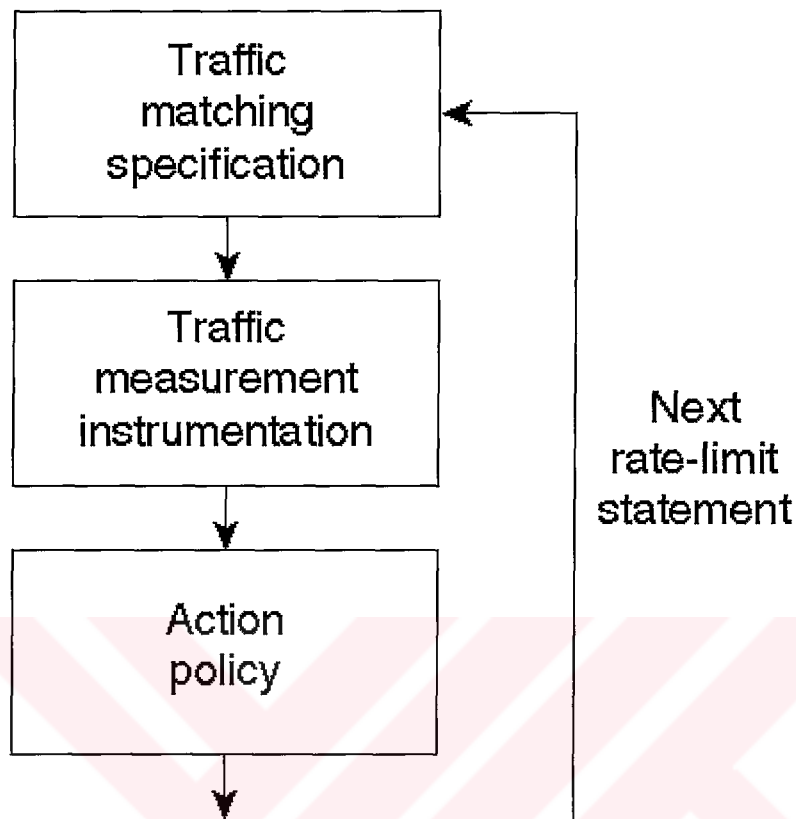 Traffic
matching
specification
Traffic
measurement
instrumentation
Next
rate-limit
statement
Action
policy